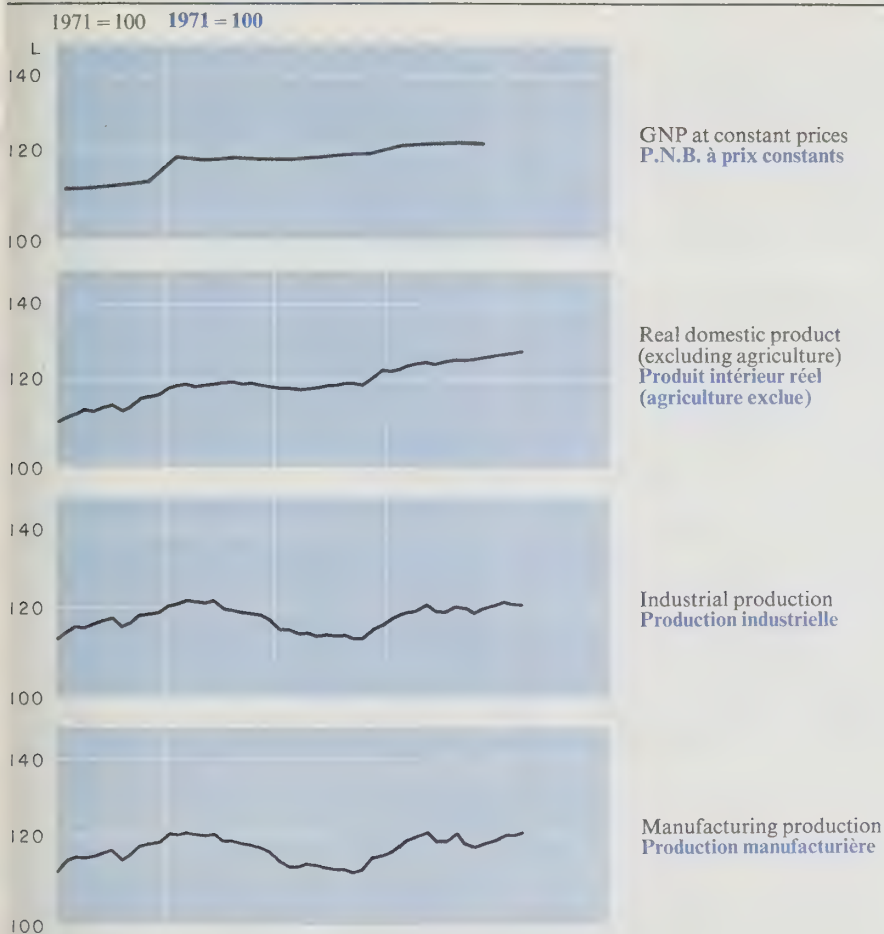 1971 = 100 1971 = 100
L
140
120
100
GNP at constant prices
P.N.B. à prix constants
140
120
100
Real domestic product
(excluding agriculture)
Produit intérieur réel
(agriculture exclue)
140
120
100
Industrial production
Production industrielle
140
120
100
Manufacturing production
Production manufacturière